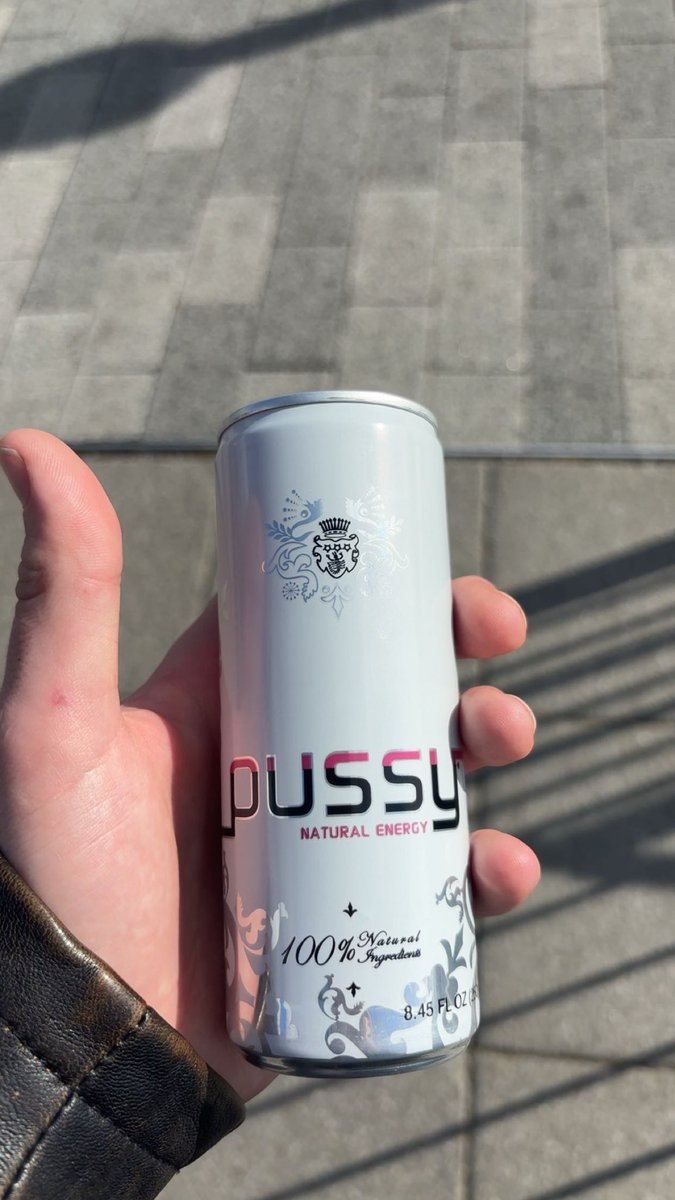 pussy
NATURAL ENERGY
100% Natural
Ingredients
8.45 FL OZ